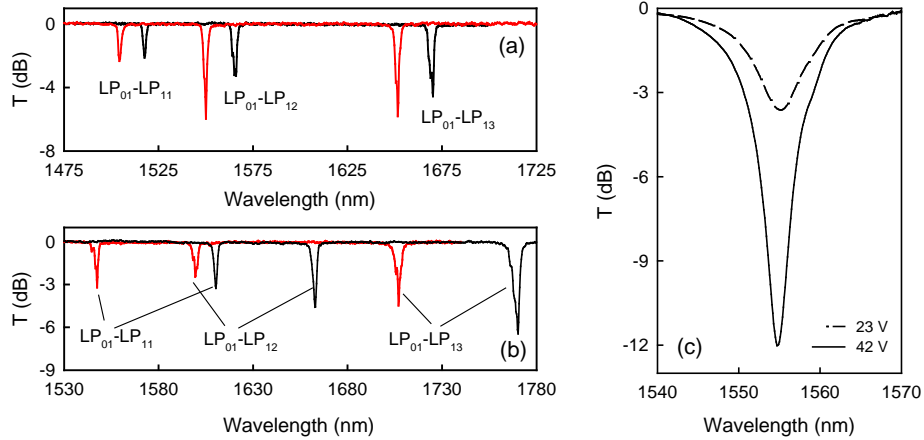 0
-4
-8
T (dB)
(a)
LP01-LP11
LP01-LP12
LP01-LP13
1475 1525 1575 1625 1675 1725
Wavelength (nm)
0
-3
-6
-9
T (dB)
LP01-LP11
LP01-LP12
LP01-LP13
(b)
1530 1580 1630 1680 1730 1780
Wavelength (nm)
0
-3
-6
-9
-12
T (dB)
(c)
23 V
42 V
1540 1550 1560 1570
Wavelength (nm)